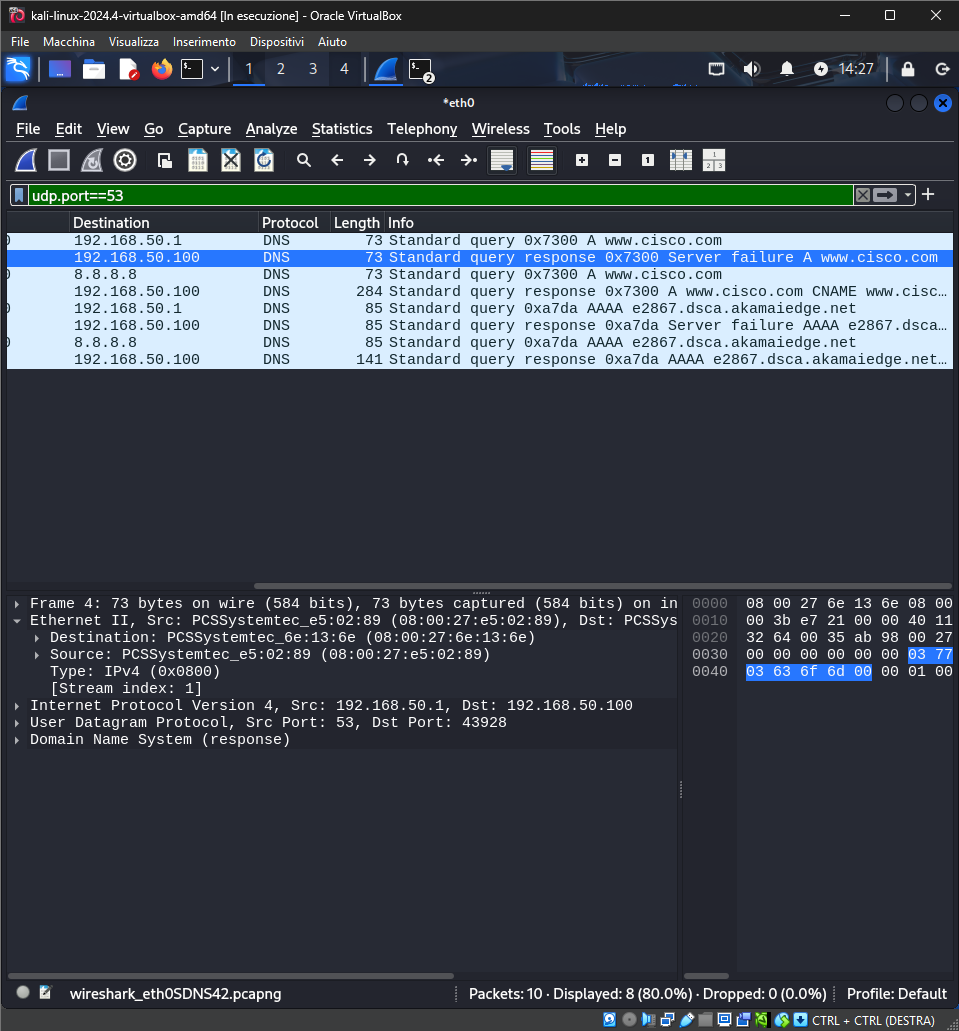 kali-linux-2024.4-virtualbox-amd64 [In esecuzione] - Oracle VirtualBox
File Macchina Visualizza Inserimento Dispositivi Aiuto
1 2 3 4 2 14:27
*eth0
File Edit View Go Capture Analyze Statistics Telephony Wireless Tools Help
udp.port==53
Destination Protocol Length Info
192.168.50.1 DNS 73 Standard query 0x7300 A www.cisco.com
192.168.50.100 DNS 73 Standard query response 0x7300 Server failure A www.cisco.com
8.8.8.8 DNS 73 Standard query 0x7300 A www.cisco.com
192.168.50.100 DNS 284 Standard query response 0x7300 A www.cisco.com CNAME www.cisc…
192.168.50.1 DNS 85 Standard query 0xa7da AAAA e2867.dsca.akamaiedge.net
192.168.50.100 DNS 85 Standard query response 0xa7da Server failure AAAA e2867.dsca…
8.8.8.8 DNS 85 Standard query 0xa7da AAAA e2867.dsca.akamaiedge.net
192.168.50.100 DNS 141 Standard query response 0xa7da AAAA e2867.dsca.akamaiedge.net…
Frame 4: 73 bytes on wire (584 bits), 73 bytes captured (584 bits) on in
Ethernet II, Src: PCSSystemtec_e5:02:89 (08:00:27:e5:02:89), Dst: PCSSys
Destination: PCSSystemtec_6e:13:6e (08:00:27:6e:13:6e)
Source: PCSSystemtec_e5:02:89 (08:00:27:e5:02:89)
Type: IPv4 (0x0800)
[Stream index: 1]
Internet Protocol Version 4, Src: 192.168.50.1, Dst: 192.168.50.100
User Datagram Protocol, Src Port: 53, Dst Port: 43928
Domain Name System (response)
0000 08 00 27 6e 13 6e 08 00
0010 00 3b e7 21 00 00 40 11
0020 32 64 00 35 ab 98 00 27
0030 00 00 00 00 00 00 03 77
0040 03 63 6f 6d 00 00 01 00
wireshark_eth0SDNS42.pcapng
Packets: 10 · Displayed: 8 (80.0%) · Dropped: 0 (0.0%)
Profile: Default
CTRL + CTRL (DESTRA)